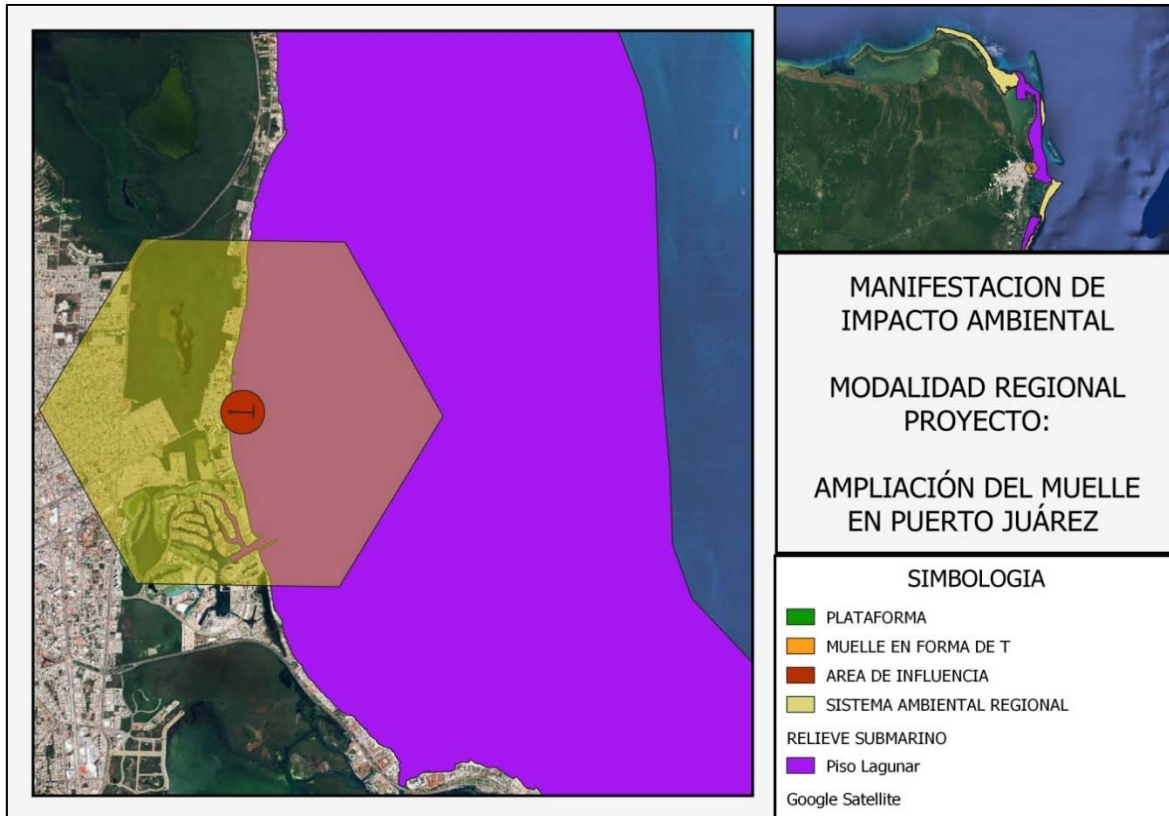 MANIFESTACION DE
IMPACTO AMBIENTAL
MODALIDAD REGIONAL
PROYECTO:
AMPLIACIÓN DEL MUELLE
EN PUERTO JUÁREZ
SIMBOLOGIA
PLATAFORMA
MUELLE EN FORMA DE T
AREA DE INFLUENCIA
SISTEMA AMBIENTAL REGIONAL
RELIEVE SUBMARINO
Piso Lagunar
Google Satellite